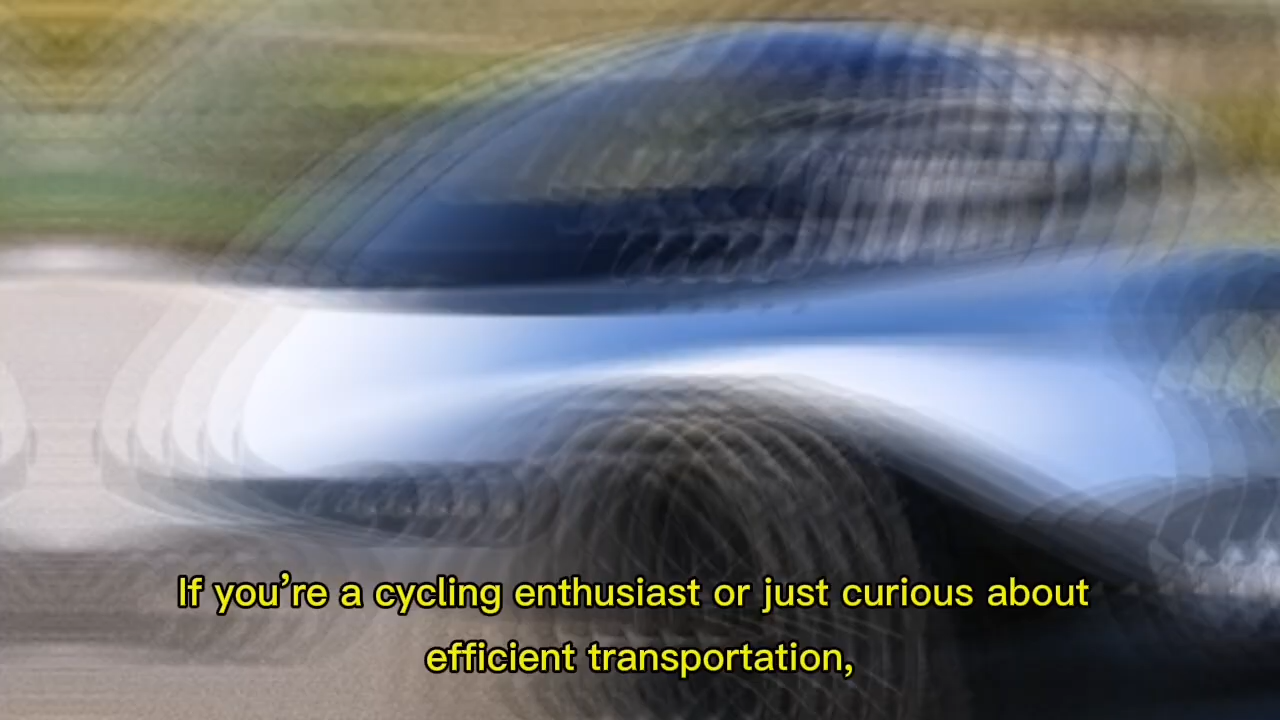 If you’re a cycling enthusiast or just curious about
efficient transportation,